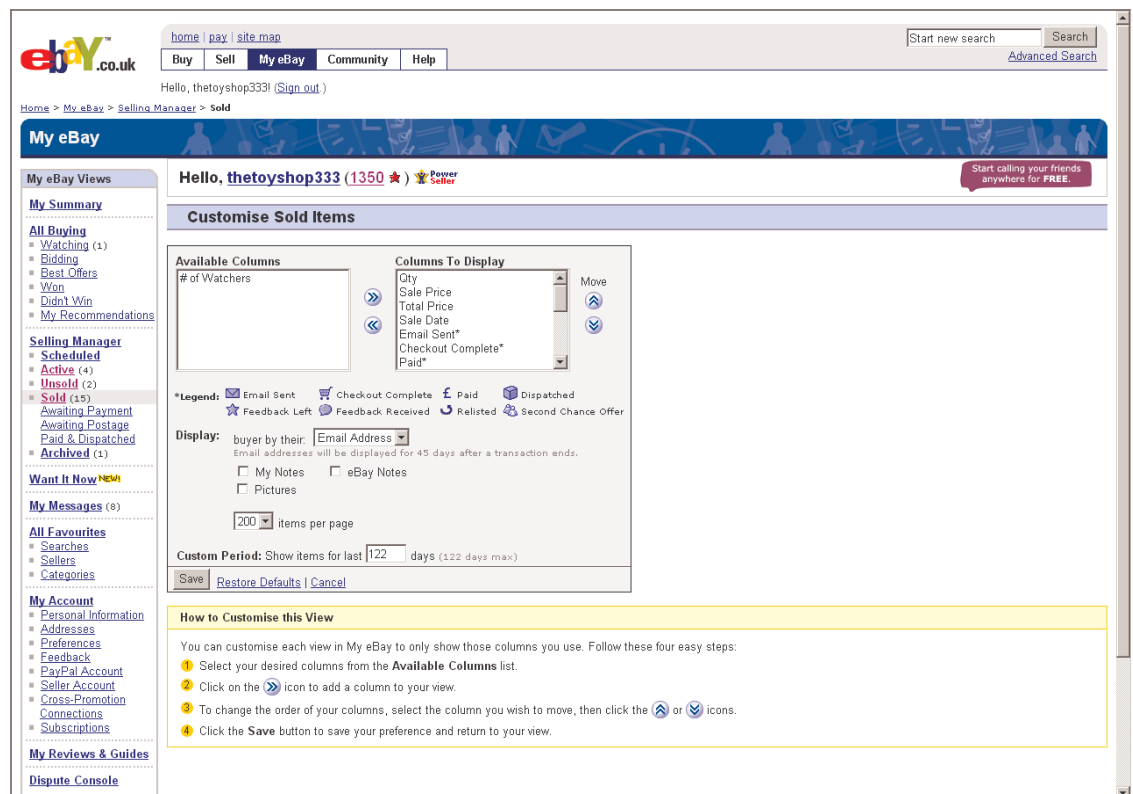 home | pay | site map
Start new search Search
Advanced Search
ebaY™.co.uk
Buy Sell My eBay Community Help
Hello, thetoyshop333! (Sign out.)
Home > My eBay > Selling Manager > Sold
My eBay
My eBay Views
My Summary
All Buying
Watching (1)
Bidding
Best Offers
Won
Didn't Win
My Recommendations
Selling Manager
Scheduled
Active (4)
Unsold (2)
Sold (15)
Awaiting Payment
Awaiting Postage
Paid & Dispatched
Archived (1)
Want It Now NEW!
My Messages (8)
All Favourites
Searches
Sellers
Categories
My Account
Personal Information
Addresses
Preferences
Feedback
PayPal Account
Seller Account
Cross-Promotion
Connections
Subscriptions
My Reviews & Guides
Dispute Console
Hello, thetoyshop333 (1350 ) Power Seller
Start calling your friends
anywhere for FREE.
Customise Sold Items
Available Columns
# of Watchers
Columns To Display
Qty
Sale Price
Total Price
Sale Date
Email Sent*
Checkout Complete*
Paid*
Move
*Legend: Email Sent Checkout Complete £ Paid Dispatched
Feedback Left Feedback Received Relisted Second Chance Offer
Display: buyer by their: Email Address
Email addresses will be displayed for 45 days after a transaction ends.
My Notes eBay Notes
Pictures
200 items per page
Custom Period: Show items for last 122 days (122 days max)
Save Restore Defaults | Cancel
How to Customise this View
You can customise each view in My eBay to only show those columns you use. Follow these four easy steps:
1 Select your desired columns from the Available Columns list.
2 Click on the icon to add a column to your view.
3 To change the order of your columns, select the column you wish to move, then click the or icons.
4 Click the Save button to save your preference and return to your view.